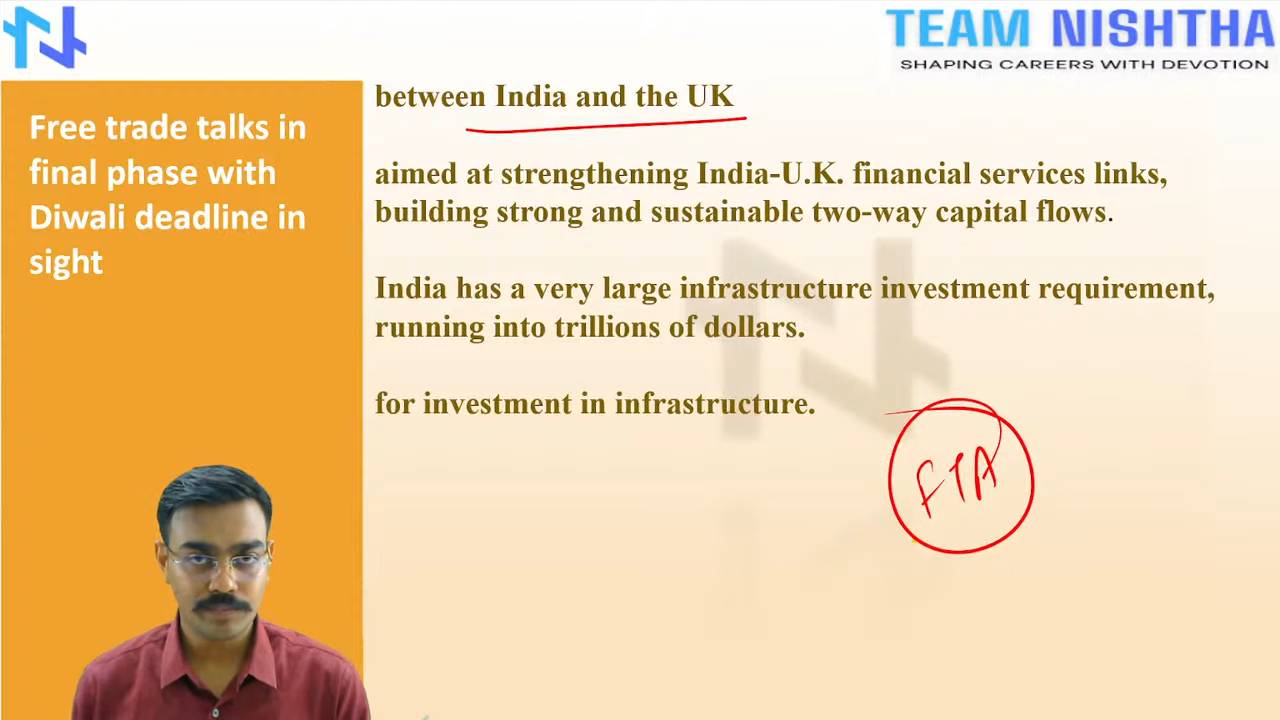 TEAM NISHTHA
SHAPING CAREERS WITH DEVOTION
Free trade talks in
final phase with
Diwali deadline in
sight
between India and the UK
aimed at strengthening India-U.K. financial services links,
building strong and sustainable two-way capital flows.
India has a very large infrastructure investment requirement,
running into trillions of dollars.
for investment in infrastructure.
FTA